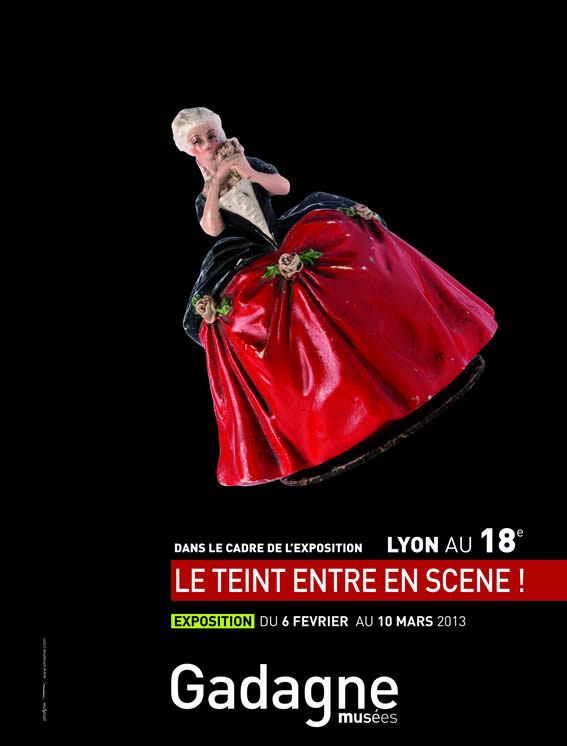 DANS LE CADRE DE L'EXPOSITION LYON AU 18e
LE TEINT ENTRE EN SCENE !
EXPOSITION DU 6 FEVRIER AU 10 MARS 2013
Gadagne
musées